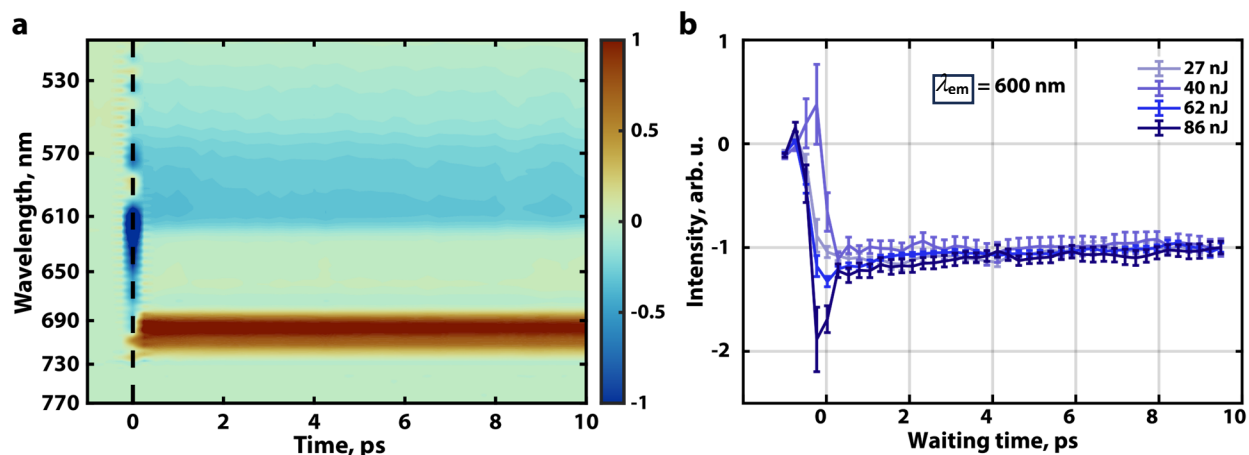 a
Wavelength, nm
530
570
610
650
690
730
770
0
2
4
6
8
10
Time, ps
1
0.5
0
-0.5
-1
b
Intensity, arb. u.
1
0
-1
-2
λem = 600 nm
27 nJ
40 nJ
62 nJ
86 nJ
0
2
4
6
8
10
Waiting time, ps